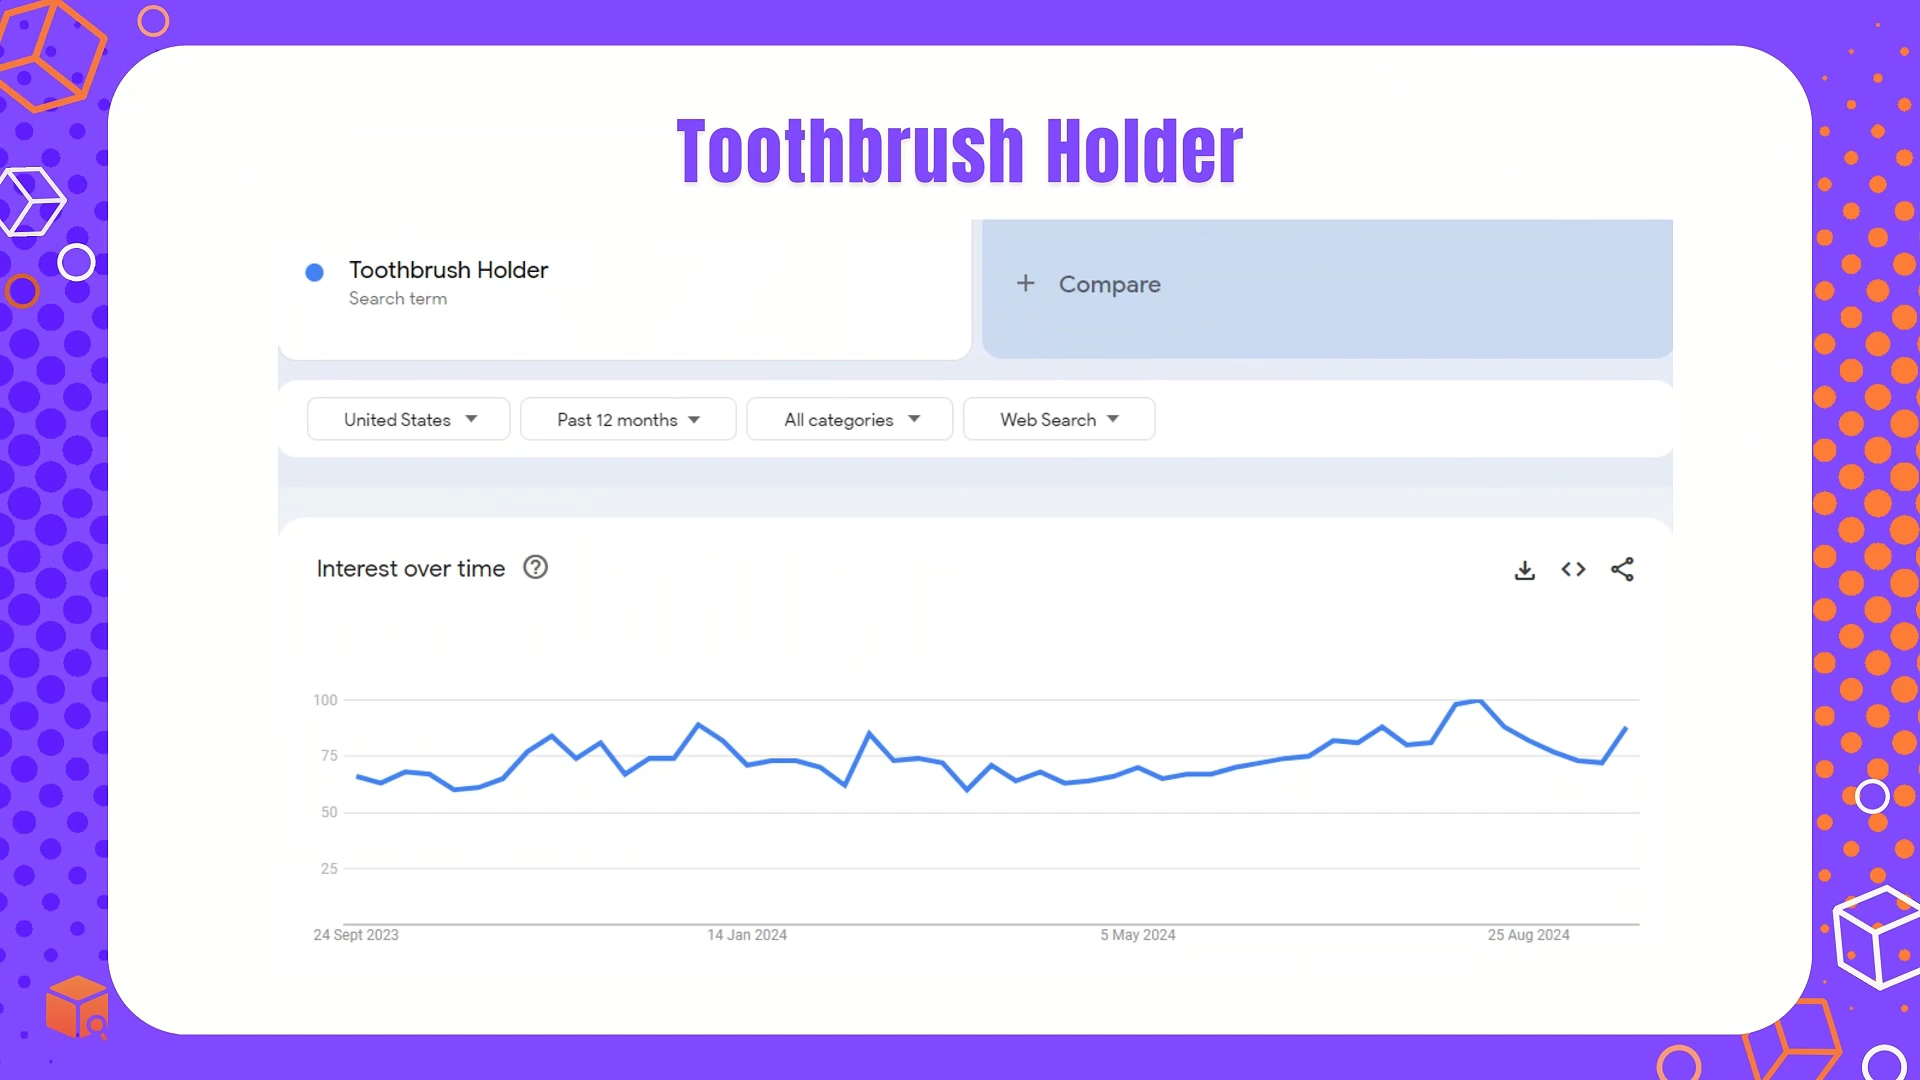 Toothbrush Holder
Toothbrush Holder
Search term
+ Compare
United States
Past 12 months
All categories
Web Search
Interest over time
100
75
50
25
24 Sept 2023
14 Jan 2024
5 May 2024
25 Aug 2024